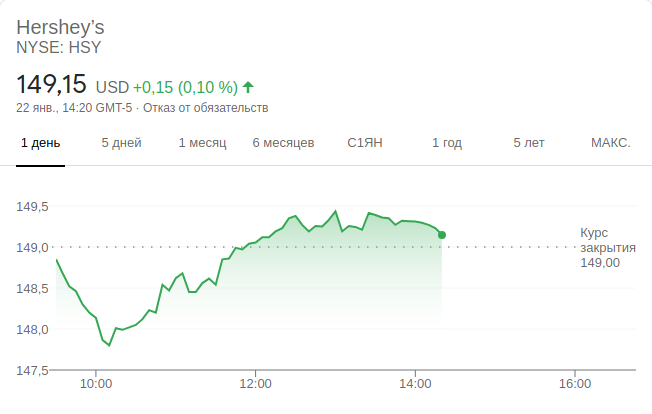 Hershey’s
NYSE: HSY
149,15 USD +0,15 (0,10 %)
22 янв., 14:20 GMT-5 · Отказ от обязательств
1 день 5 дней 1 месяц 6 месяцев С1ЯН 1 год 5 лет МАКС.
149,5
149,0
148,5
148,0
147,5
Курс
закрытия
149,00
10:00 12:00 14:00 16:00